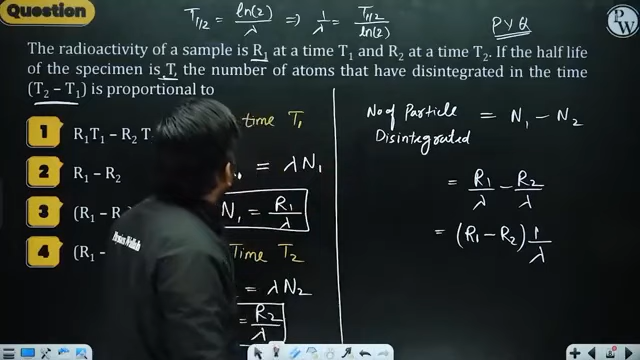 Question
T1/2 = ln(2)/λ ⇒ 1/λ = T1/2/ln(2)
PYQ
PW
The radioactivity of a sample is R1 at a time T1 and R2 at a time T2. If the half life
of the specimen is T, the number of atoms that have disintegrated in the time
(T2 – T1) is proportional to
1 R1T1 – R2 T
2 R1 – R2
3 (R1 – R
4 (R1 –
time T1
= λN1
N1 = R1/λ
Time T2
= λN2
= R2/λ
No of Particle = N1 – N2
Disintegrated
= R1/λ – R2/λ
= (R1 – R2) 1/λ
Physics Wallah